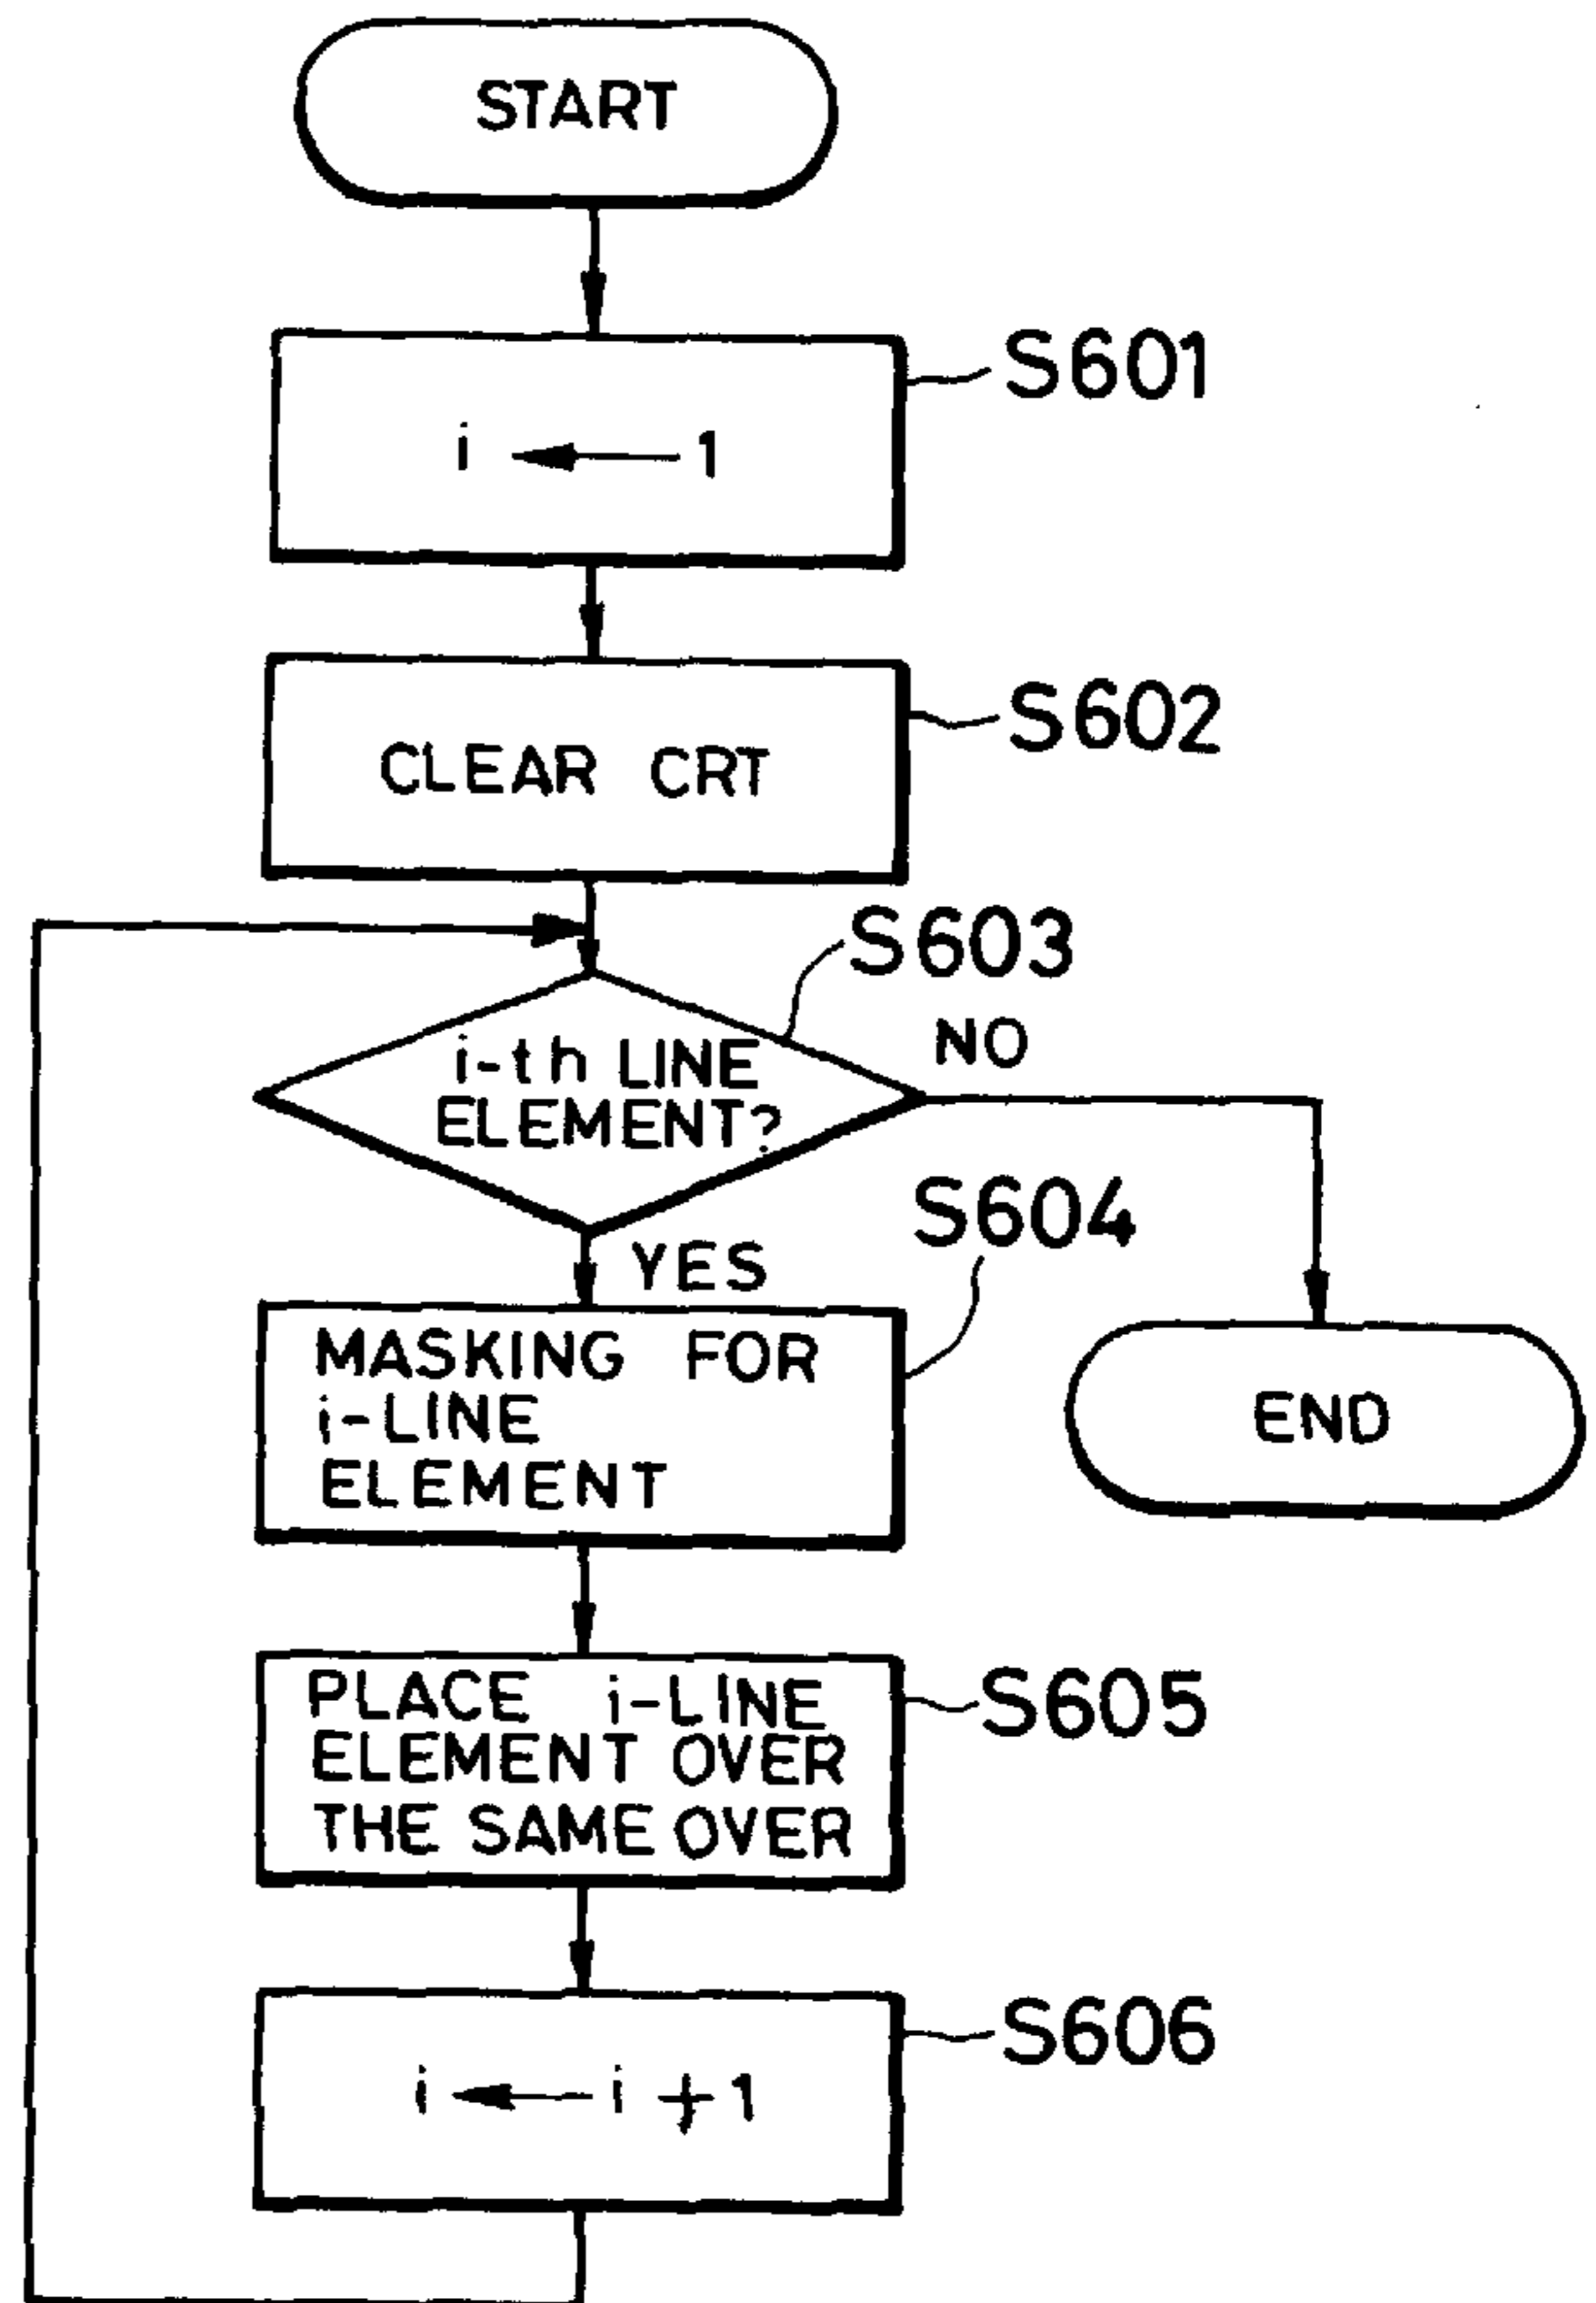 START
S601
i ← 1
S602
CLEAR CRT
S603
i-th LINE
ELEMENT?
NO
YES
S604
MASKING FOR
i-LINE
ELEMENT
END
PLACE i-LINE
ELEMENT OVER
THE SAME OVER
S605
S606
i ← i + 1